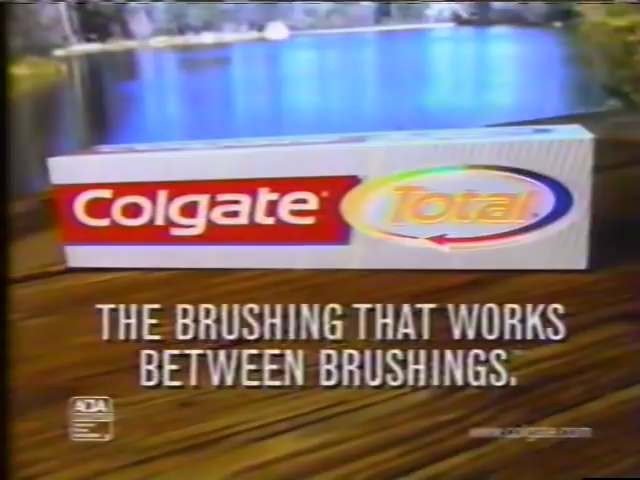 Colgate Total
THE BRUSHING THAT WORKS
BETWEEN BRUSHINGS.
ADA
www.colgate.com